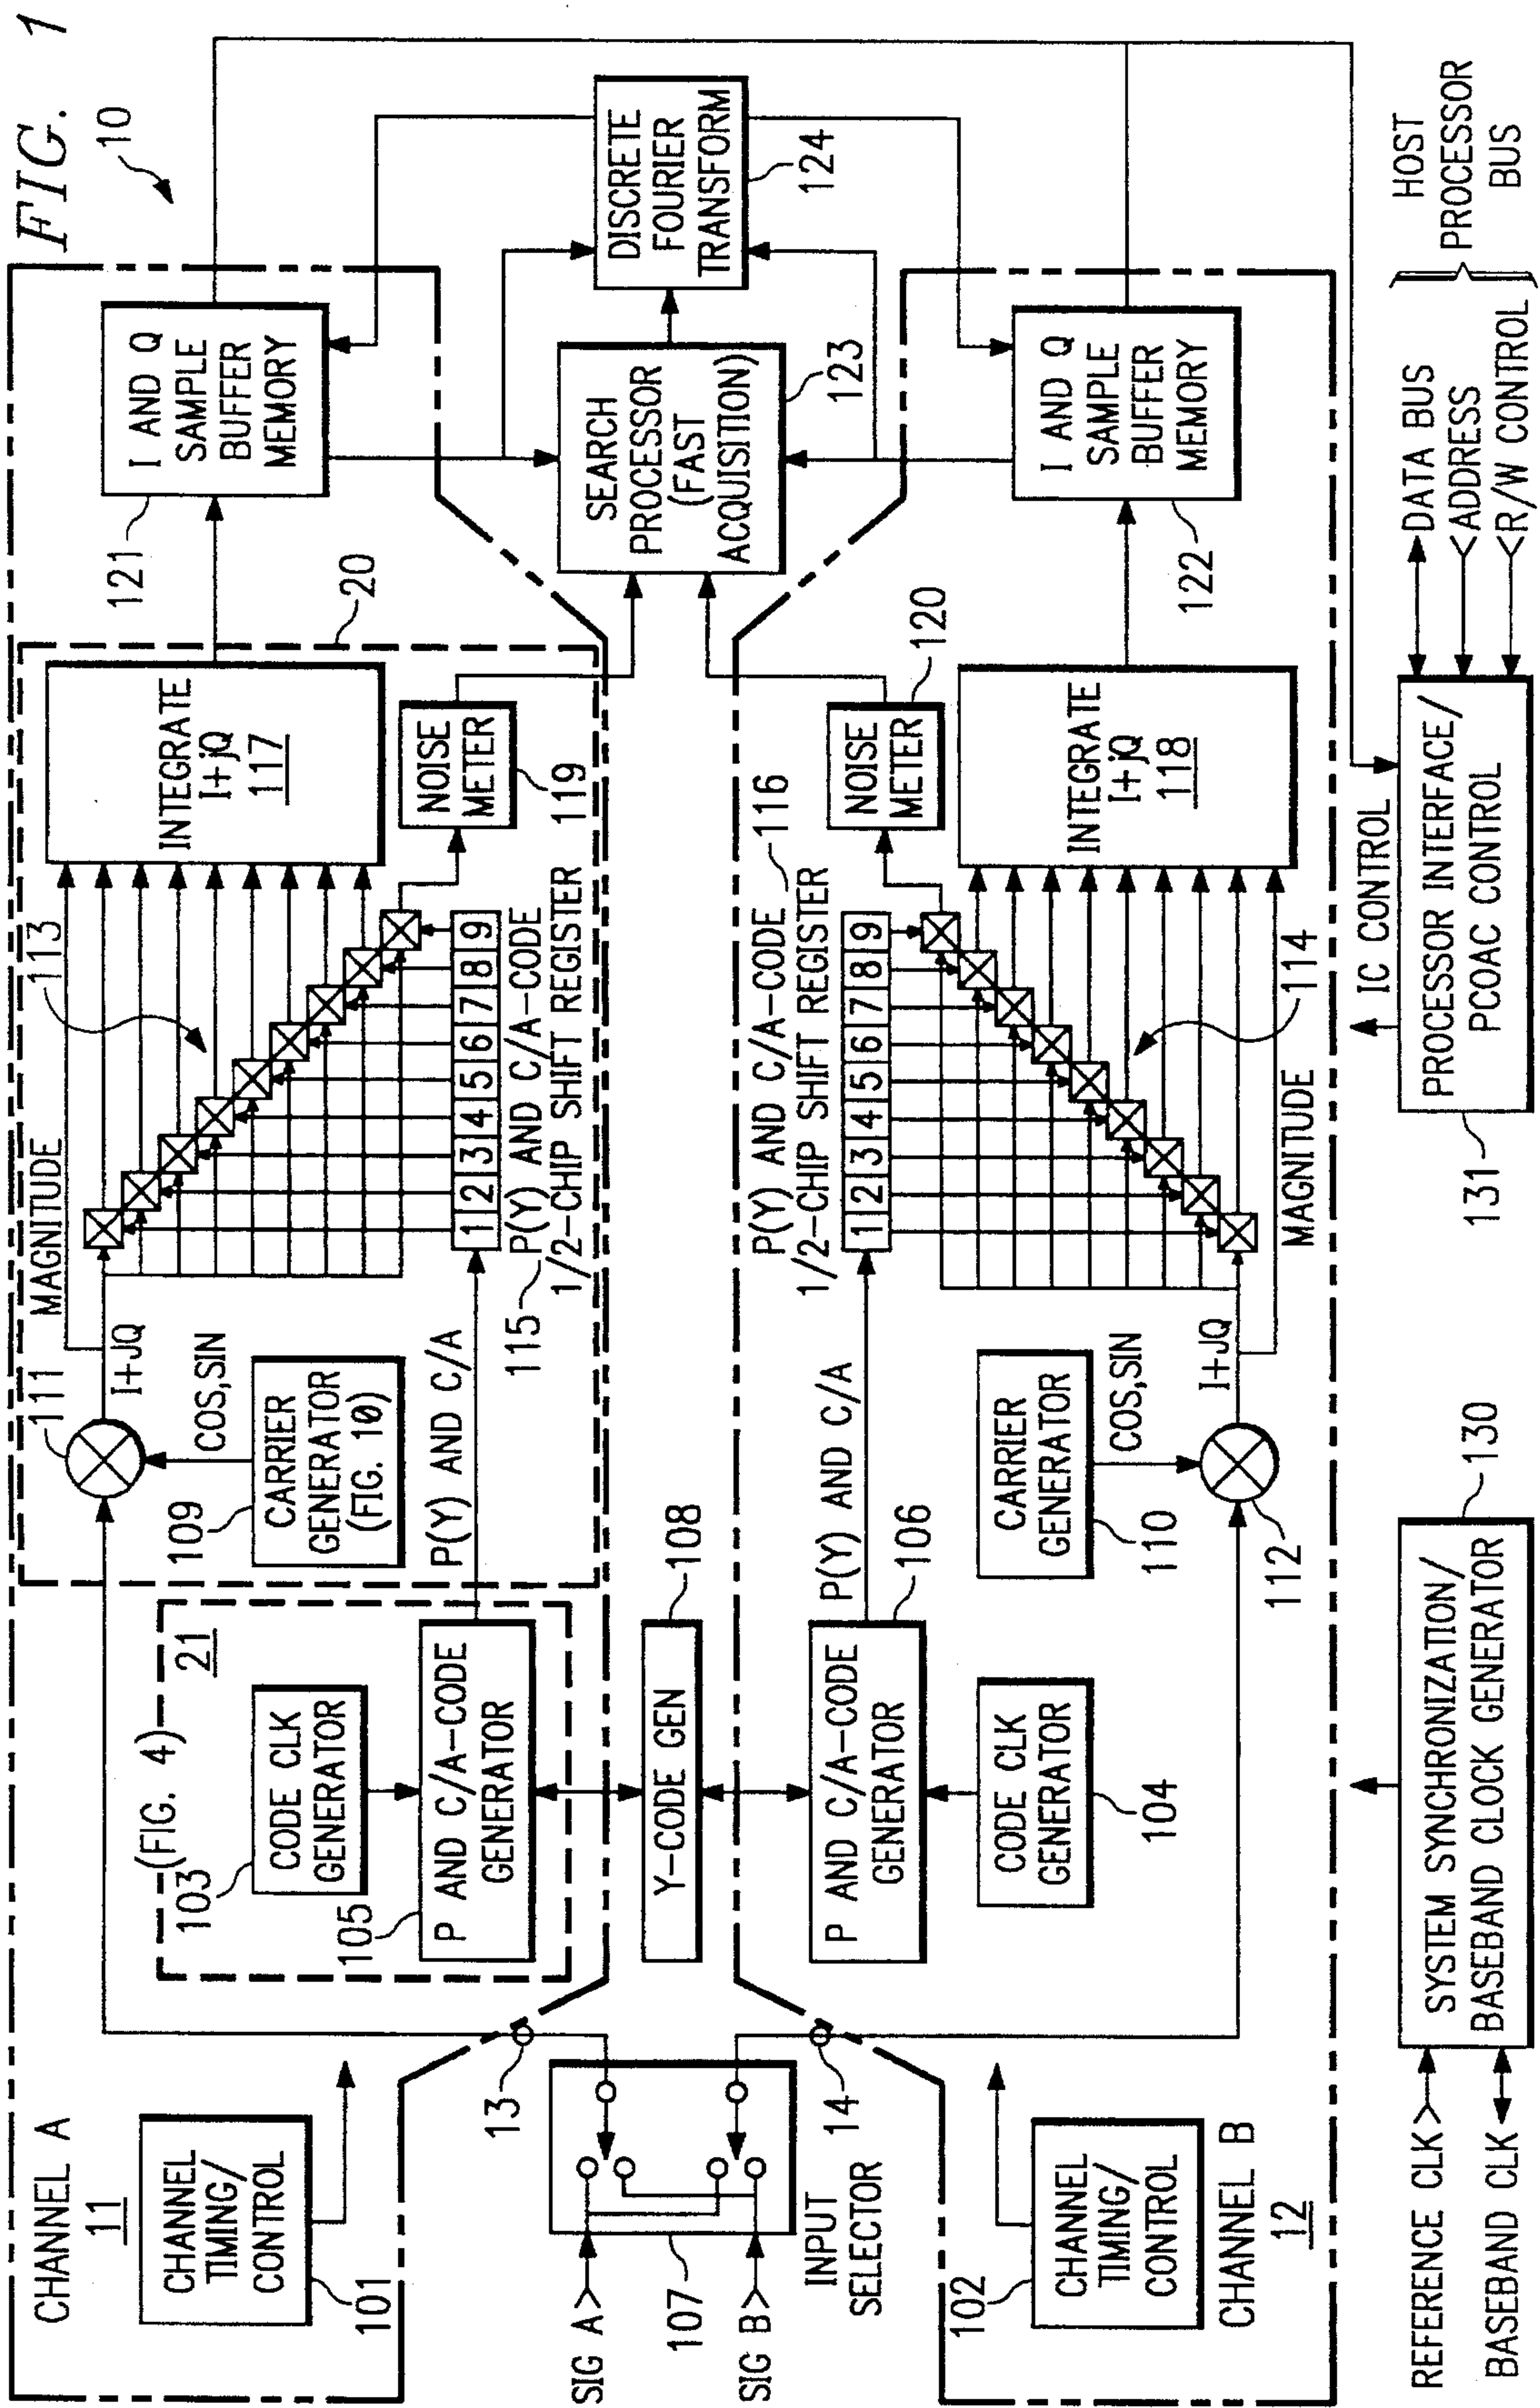 FIG. 1
10
CHANNEL A
11
CHANNEL
TIMING/
CONTROL
101
(FIG. 4)
21
103
CODE CLK
GENERATOR
105
P AND C/A-CODE
GENERATOR
111
I+JQ
COS,SIN
109
CARRIER
GENERATOR
(FIG. 10)
P(Y) AND C/A
MAGNITUDE
113
1 2 3 4 5 6 7 8 9
115
P(Y) AND C/A-CODE
1/2-CHIP SHIFT REGISTER
INTEGRATE
I+jQ
117
20
NOISE
METER
119
121
I AND Q
SAMPLE
BUFFER
MEMORY
SIG A >
SIG B >
107
INPUT
SELECTOR
13
14
Y-CODE GEN
108
SEARCH
PROCESSOR
(FAST
ACQUISITION)
123
DISCRETE
FOURIER
TRANSFORM
124
102
CHANNEL
TIMING/
CONTROL
CHANNEL B
12
P AND C/A-CODE
GENERATOR
106
CODE CLK
GENERATOR
104
P(Y) AND C/A
CARRIER
GENERATOR
110
COS,SIN
I+JQ
112
P(Y) AND C/A-CODE
1/2-CHIP SHIFT REGISTER
116
1 2 3 4 5 6 7 8 9
MAGNITUDE
114
NOISE
METER
120
INTEGRATE
I+jQ
118
I AND Q
SAMPLE
BUFFER
MEMORY
122
REFERENCE CLK >
BASEBAND CLK
SYSTEM SYNCHRONIZATION/
BASEBAND CLOCK GENERATOR
130
IC CONTROL
131
PROCESSOR INTERFACE/
PCOAC CONTROL
DATA BUS
<ADDRESS
<R/W CONTROL
HOST
PROCESSOR
BUS